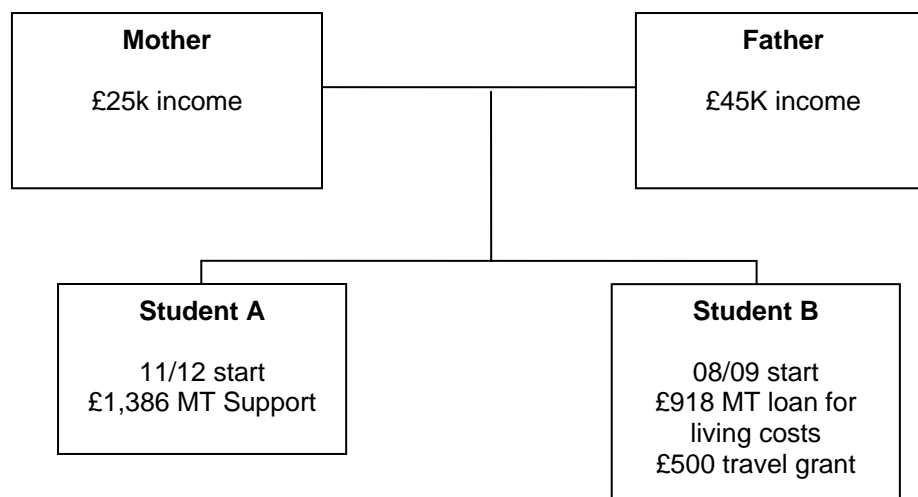 Mother
£25k income
Father
£45K income
Student A
11/12 start
£1,386 MT Support
Student B
08/09 start
£918 MT loan for
living costs
£500 travel grant